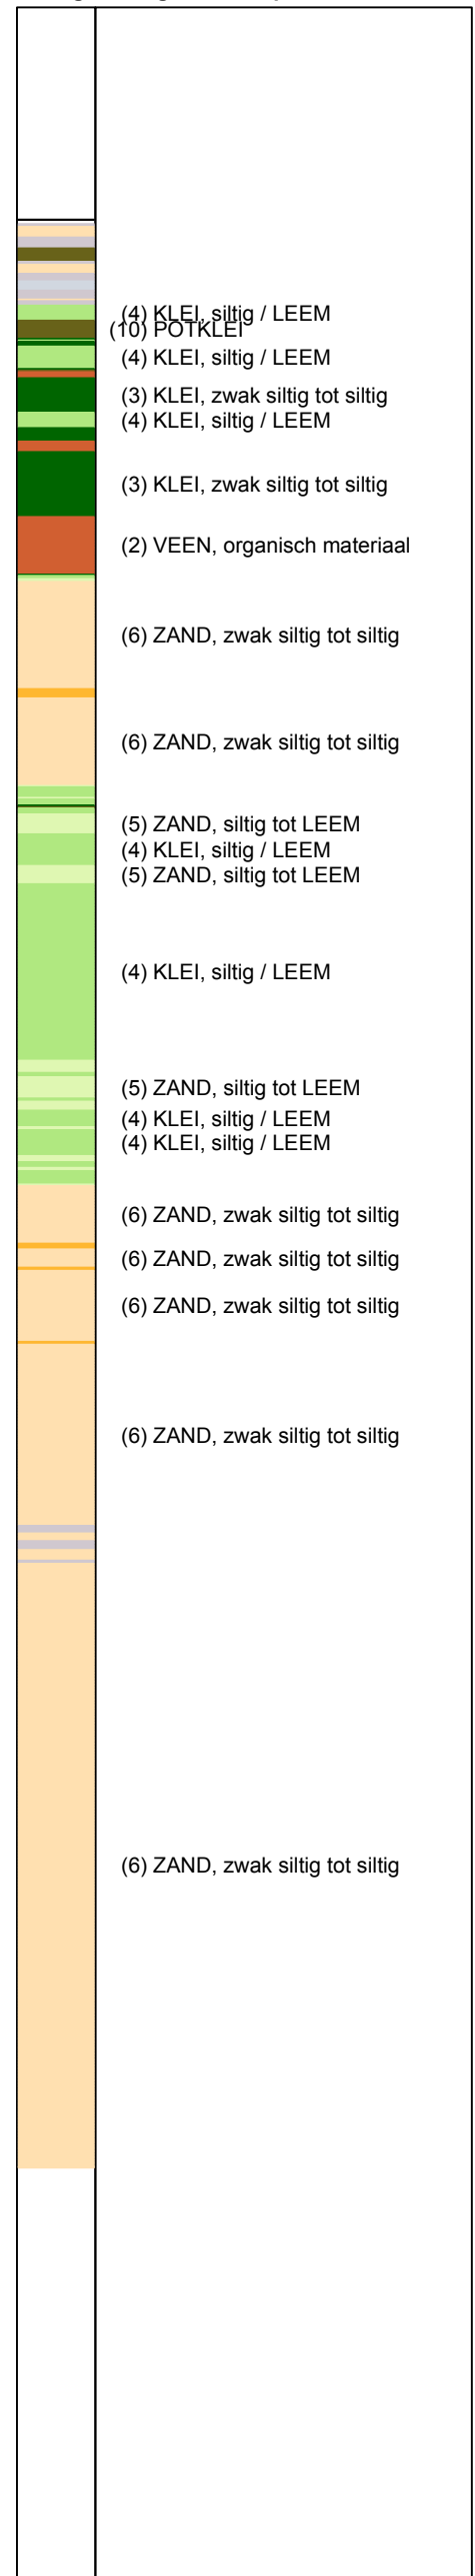 (4) KLEI, siltig / LEEM
(10) POTKLEI
(4) KLEI, siltig / LEEM
(3) KLEI, zwak siltig tot siltig
(4) KLEI, siltig / LEEM
(3) KLEI, zwak siltig tot siltig
(2) VEEN, organisch materiaal
(6) ZAND, zwak siltig tot siltig
(6) ZAND, zwak siltig tot siltig
(5) ZAND, siltig tot LEEM
(4) KLEI, siltig / LEEM
(5) ZAND, siltig tot LEEM
(4) KLEI, siltig / LEEM
(5) ZAND, siltig tot LEEM
(4) KLEI, siltig / LEEM
(4) KLEI, siltig / LEEM
(6) ZAND, zwak siltig tot siltig
(6) ZAND, zwak siltig tot siltig
(6) ZAND, zwak siltig tot siltig
(6) ZAND, zwak siltig tot siltig
(6) ZAND, zwak siltig tot siltig